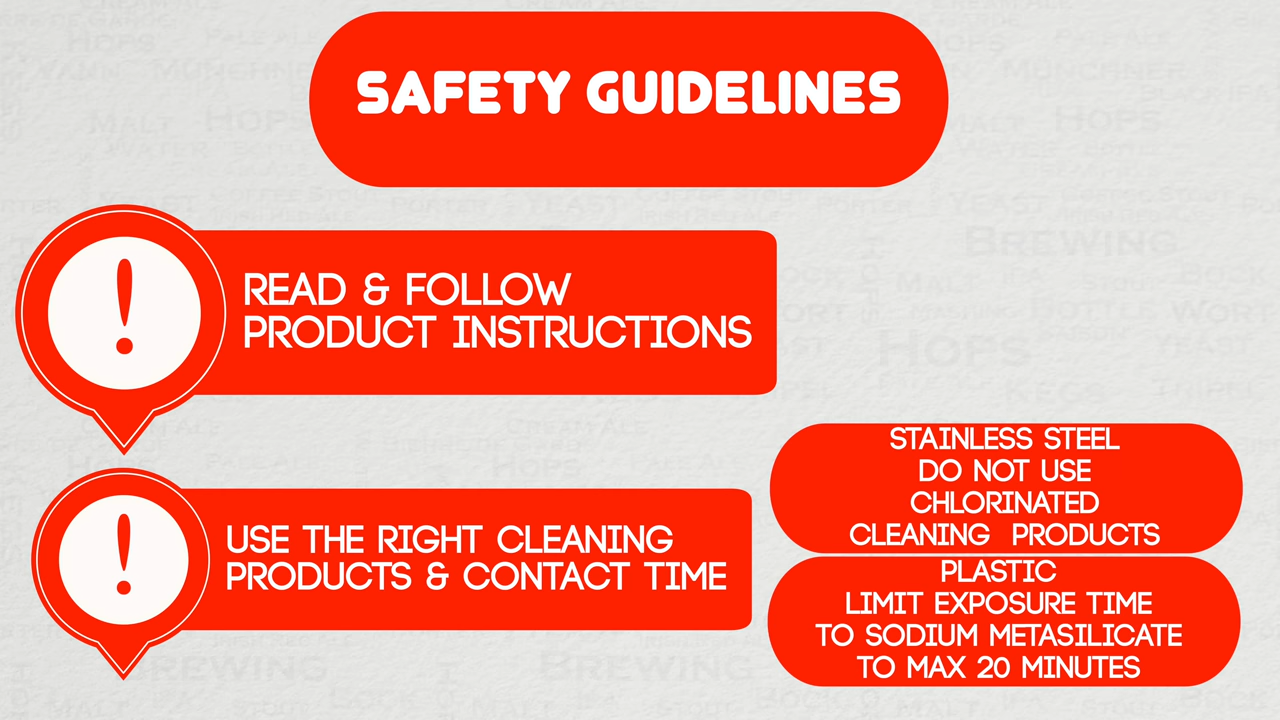 SAFETY GUIDELINES
READ & FOLLOW
PRODUCT INSTRUCTIONS
USE THE RIGHT CLEANING
PRODUCTS & CONTACT TIME
STAINLESS STEEL
DO NOT USE
CHLORINATED
CLEANING PRODUCTS
PLASTIC
LIMIT EXPOSURE TIME
TO SODIUM METASILICATE
TO MAX 20 MINUTES